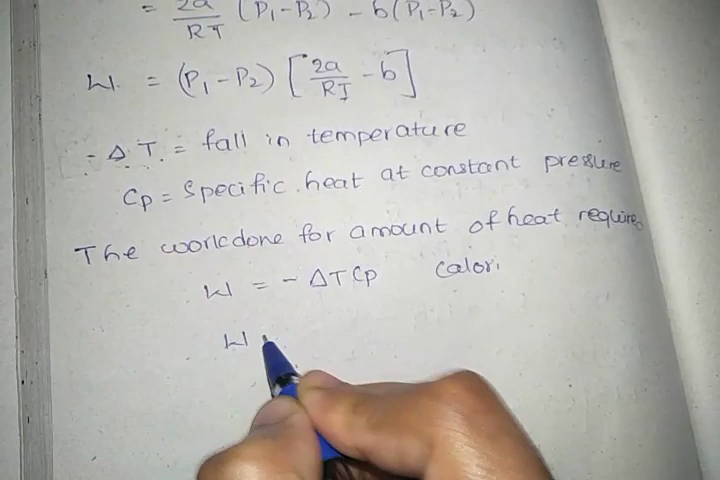 = 2a/RT (P₁-P₂) - b(P₁-P₂)
W = (P₁-P₂) [2a/RT - b]
- ΔT = fall in temperature
Cp = Specific heat at constant pressure
The workdone for amount of heat require
W = - ΔT Cp Calori
W